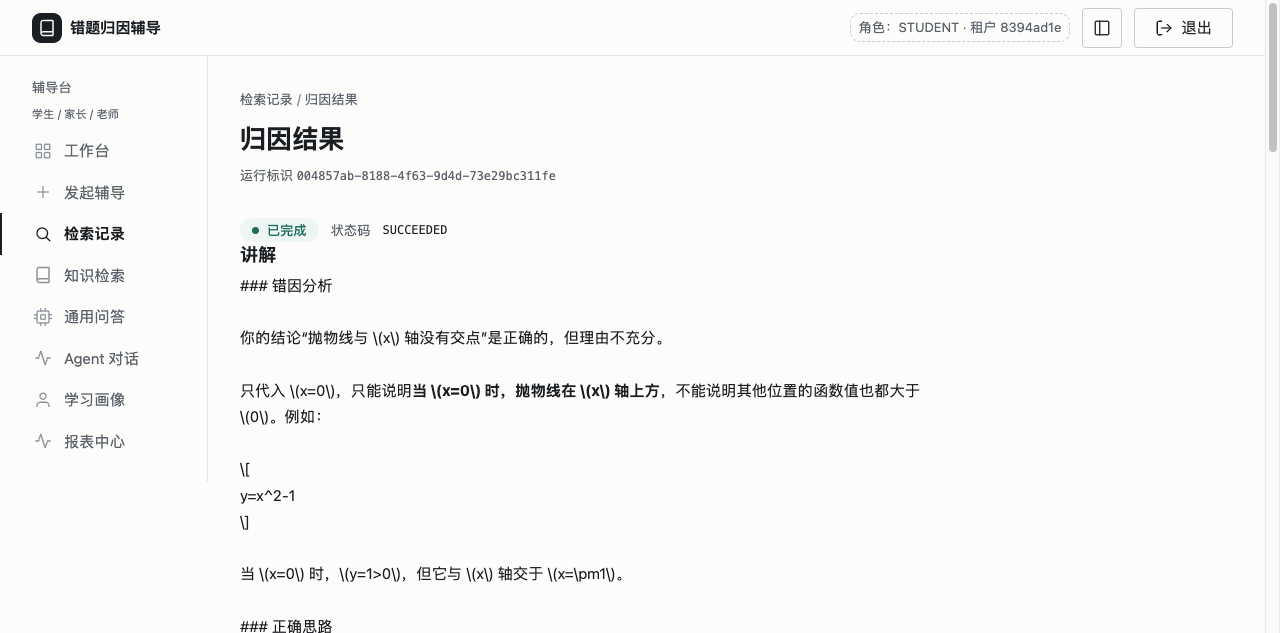 错题归因辅导
角色：STUDENT · 租户 8394ad1e
退出
辅导台
学生 / 家长 / 老师
工作台
发起辅导
检索记录
知识检索
通用问答
Agent 对话
学习画像
报表中心
检索记录 / 归因结果
归因结果
运行标识 004857ab-8188-4f63-9d4d-73e29bc311fe
已完成 状态码 SUCCEEDED
讲解
### 错因分析
你的结论“抛物线与 \(x\) 轴没有交点”是正确的，但理由不充分。
只代入 \(x=0\)，只能说明当 \(x=0\) 时，抛物线在 \(x\) 轴上方，不能说明其他位置的函数值也都大于
\(0\)。例如：
\[
y=x^2-1
\]
当 \(x=0\) 时，\(y=1>0\)，但它与 \(x\) 轴交于 \(x=\pm1\)。
### 正确思路